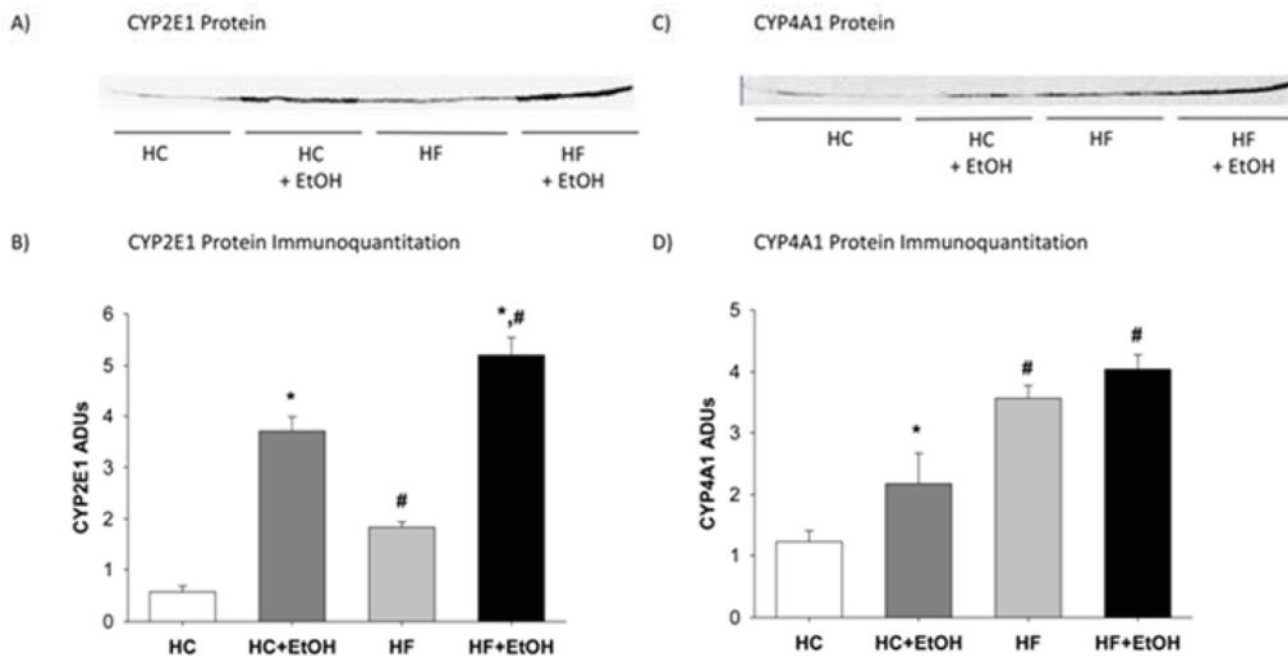 A) CYP2E1 Protein
HC HC HF HF
+ EtOH + EtOH
B) CYP2E1 Protein Immunoquantitation
6
5
4
3
2
1
0
CYP2E1 ADUs
*
#
*,#
HC HC+EtOH HF HF+EtOH
C) CYP4A1 Protein
HC HC HF HF
+ EtOH + EtOH
D) CYP4A1 Protein Immunoquantitation
5
4
3
2
1
0
CYP4A1 ADUs
*
#
#
HC HC+EtOH HF HF+EtOH